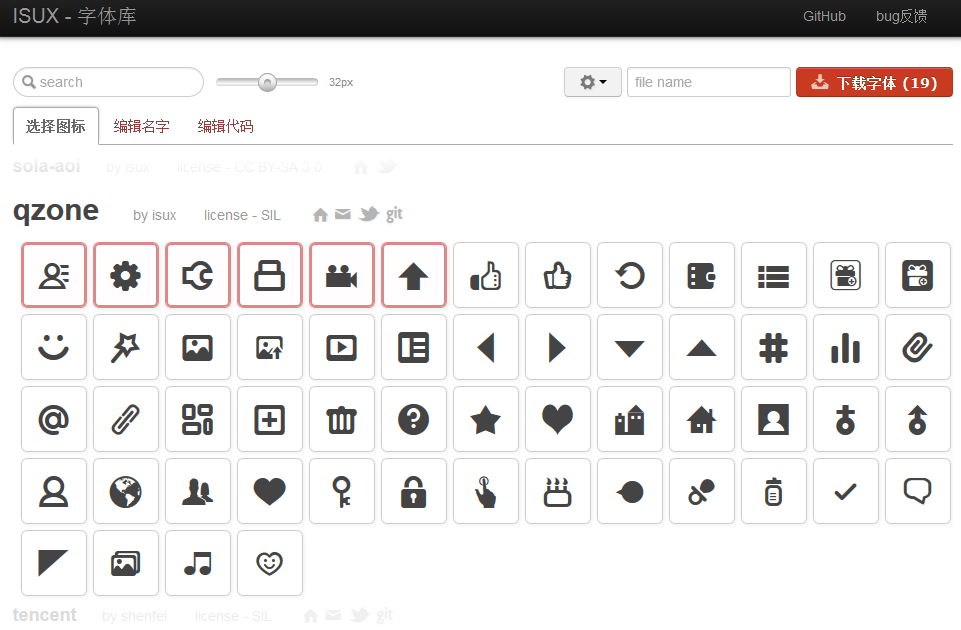 ISUX - 字体库 GitHub bug反馈
search 32px file name 下载字体 (19)
选择图标 编辑名字 编辑代码
sola-aoi by isux license - CC BY-SA 3.0
qzone by isux license - SIL git
tencent by shenfei license - SIL git